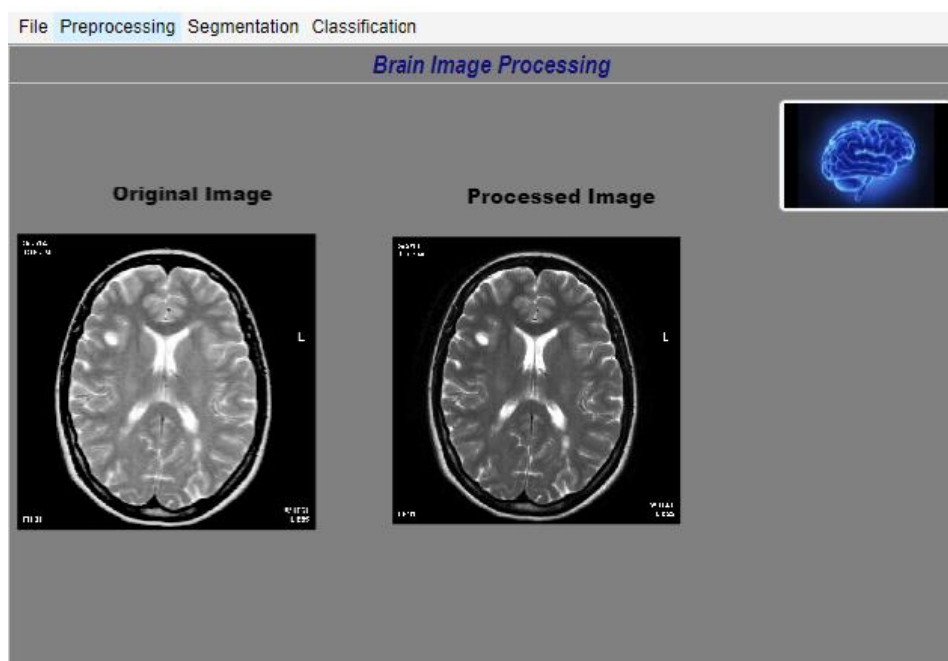 File Preprocessing Segmentation Classification
Brain Image Processing
Original Image
Processed Image
L
L